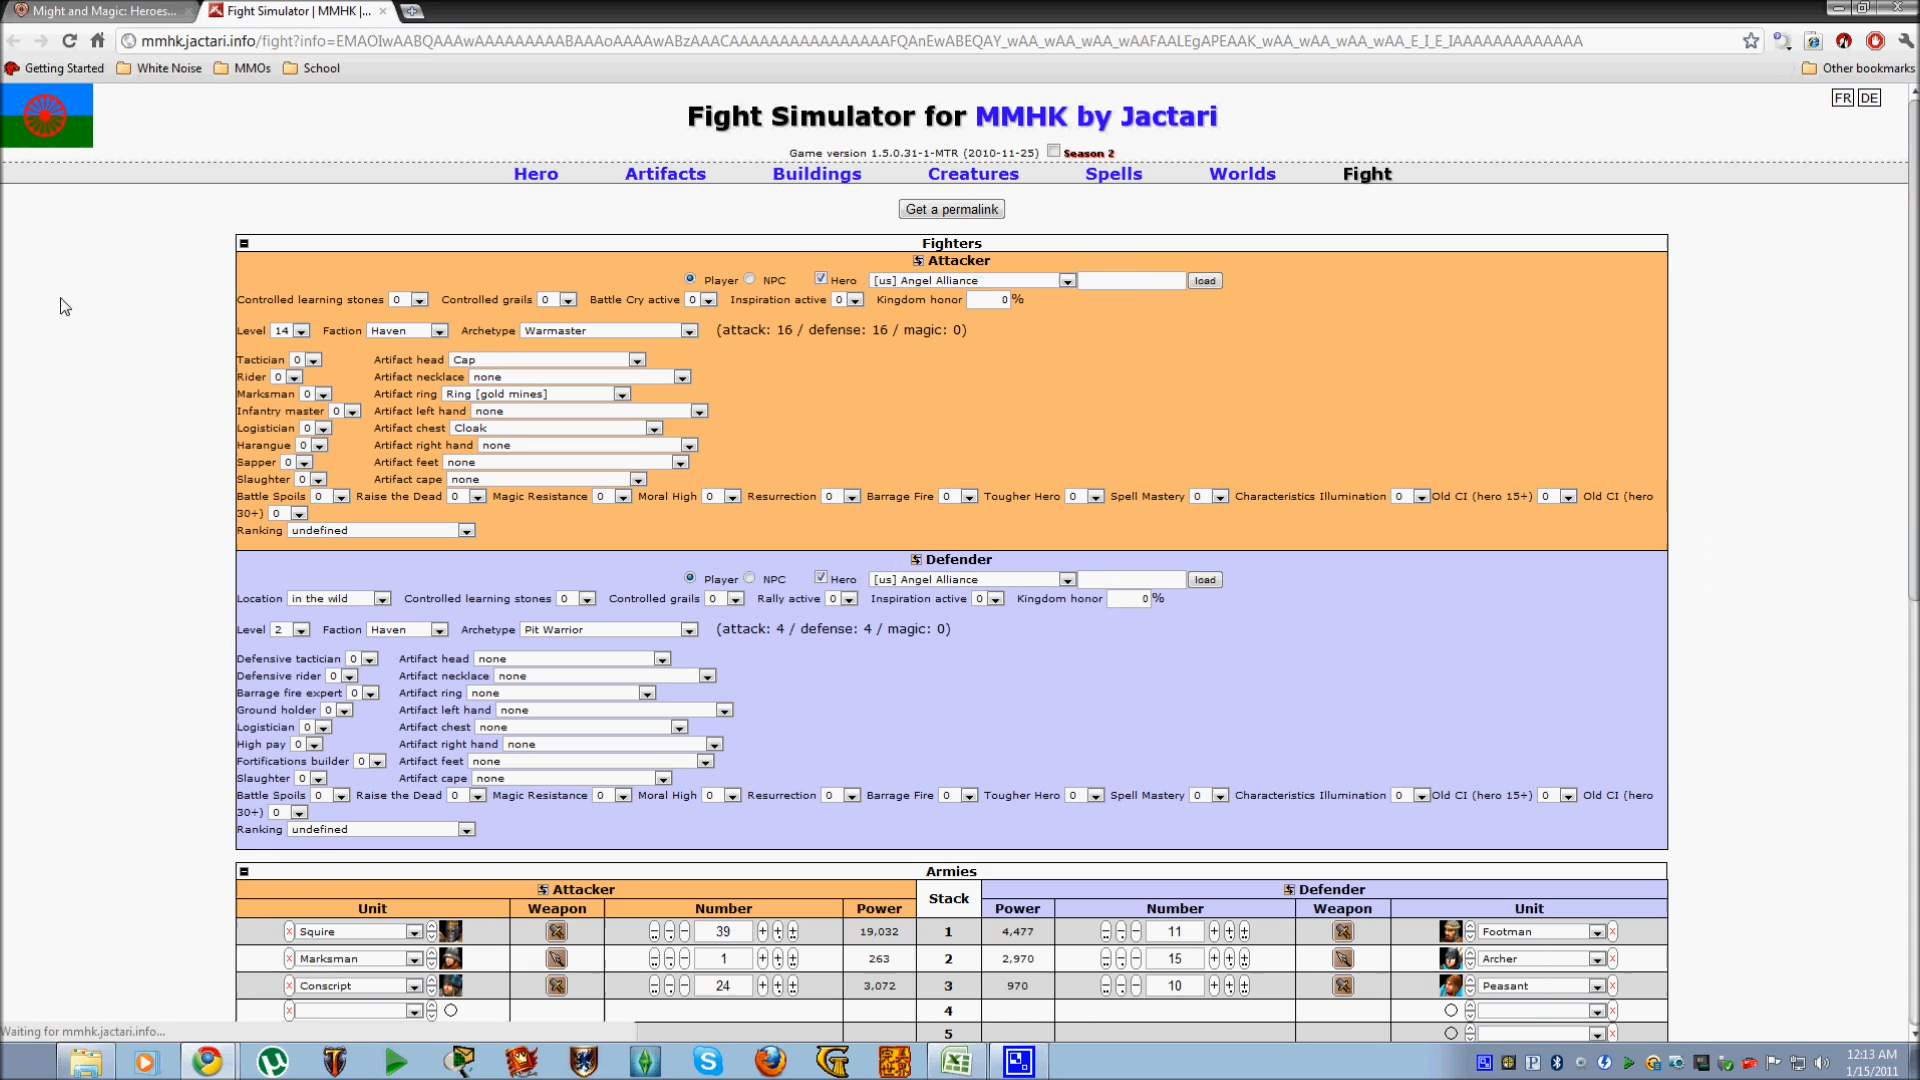 Might and Magic: Heroes...
Fight Simulator | MMHK |...
mmhk.jactari.info/fight?info=EMAOIwAABQAAAwAAAAAAAAABAAAoAAAAwABzAAACAAAAAAAAAAAAAAAAFQAnEwABEQAY_wAA_wAA_wAA_wAAFAALEgAPEAAK_wAA_wAA_wAA_wAA_E_I_E_IAAAAAAAAAAAAA
Getting Started White Noise MMOs School Other bookmarks
FR DE
Fight Simulator for MMHK by Jactari
Game version 1.5.0.31-1-MTR (2010-11-25) Season 2
Hero Artifacts Buildings Creatures Spells Worlds Fight
Get a permalink
Fighters
Attacker
Player NPC Hero [us] Angel Alliance load
Controlled learning stones 0 Controlled grails 0 Battle Cry active 0 Inspiration active 0 Kingdom honor 0 %
Level 14 Faction Haven Archetype Warmaster (attack: 16 / defense: 16 / magic: 0)
Tactician 0 Artifact head Cap
Rider 0 Artifact necklace none
Marksman 0 Artifact ring Ring [gold mines]
Infantry master 0 Artifact left hand none
Logistician 0 Artifact chest Cloak
Harangue 0 Artifact right hand none
Sapper 0 Artifact feet none
Slaughter 0 Artifact cape none
Battle Spoils 0 Raise the Dead 0 Magic Resistance 0 Moral High 0 Resurrection 0 Barrage Fire 0 Tougher Hero 0 Spell Mastery 0 Characteristics Illumination 0 Old CI (hero 15+) 0 Old CI (hero
30+) 0
Ranking undefined
Defender
Player NPC Hero [us] Angel Alliance load
Location in the wild Controlled learning stones 0 Controlled grails 0 Rally active 0 Inspiration active 0 Kingdom honor 0 %
Level 2 Faction Haven Archetype Pit Warrior (attack: 4 / defense: 4 / magic: 0)
Defensive tactician 0 Artifact head none
Defensive rider 0 Artifact necklace none
Barrage fire expert 0 Artifact ring none
Ground holder 0 Artifact left hand none
Logistician 0 Artifact chest none
High pay 0 Artifact right hand none
Fortifications builder 0 Artifact feet none
Slaughter 0 Artifact cape none
Battle Spoils 0 Raise the Dead 0 Magic Resistance 0 Moral High 0 Resurrection 0 Barrage Fire 0 Tougher Hero 0 Spell Mastery 0 Characteristics Illumination 0 Old CI (hero 15+) 0 Old CI (hero
30+) 0
Ranking undefined
Armies
Attacker Stack Defender
Unit Weapon Number Power Power Number Weapon Unit
Squire 39 19,032 1 4,477 11 Footman
Marksman 1 263 2 2,970 15 Archer
Conscript 24 3,072 3 970 10 Peasant
4
5
Waiting for mmhk.jactari.info...
12:13 AM
1/15/2011